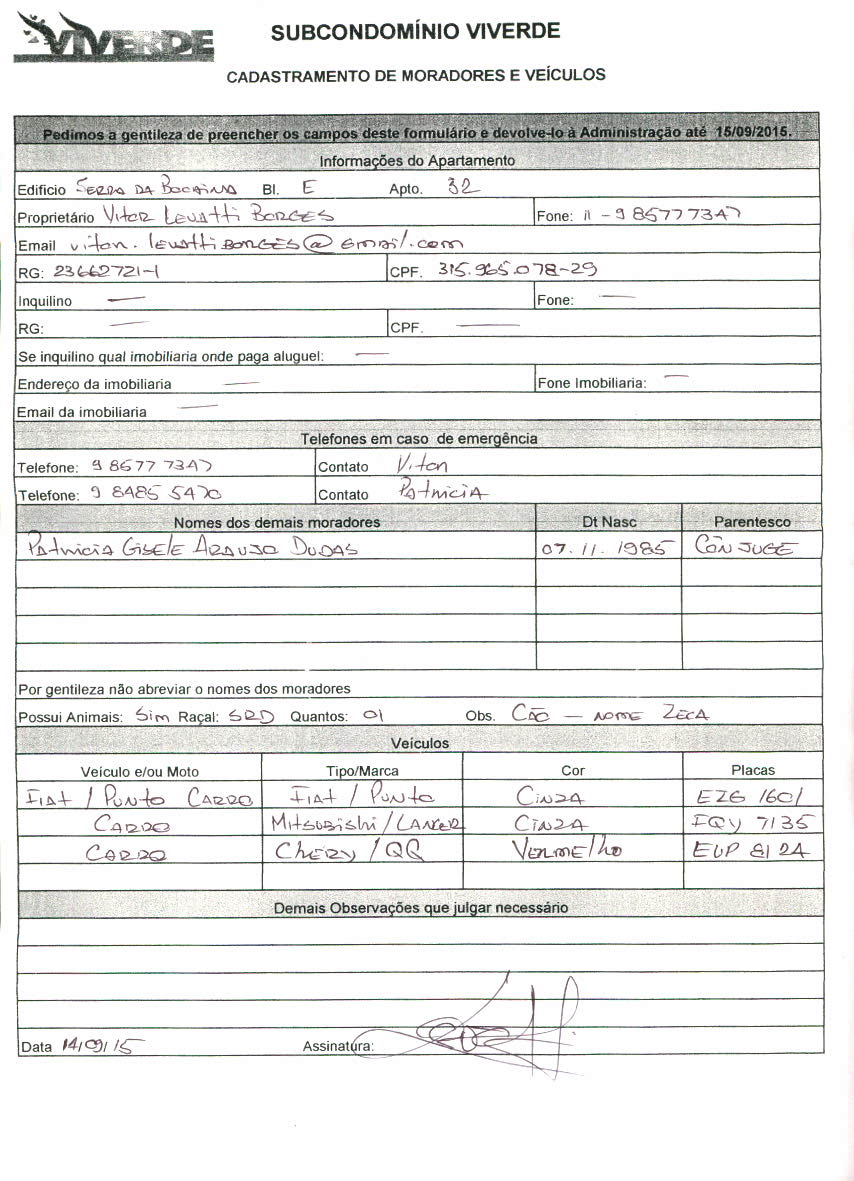 VIVERDE
SUBCONDOMÍNIO VIVERDE
CADASTRAMENTO DE MORADORES E VEÍCULOS
Pedimos a gentileza de preencher os campos deste formulário e devolve-lo à Administração até 15/09/2015.
Informações do Apartamento
Edificio SERRA DA BOCAINA Bl. E Apto. 32
Proprietário Vitor Levatti BORGES Fone: 11 - 9 8577 7347
Email vitor.levattiBORGES@Gmail.com
RG: 23662721-1 CPF. 315.965.078-29
Inquilino — Fone: —
RG: — CPF. —
Se inquilino qual imobiliaria onde paga aluguel: —
Endereço da imobiliaria — Fone Imobiliaria: —
Email da imobiliaria —
Telefones em caso de emergência
Telefone: 9 8577 7347 Contato Vitor
Telefone: 9 8485 5470 Contato PatriciA
Nomes dos demais moradores Dt Nasc Parentesco
PatriciA GiselE ARAUJO DUDAS 07.11.1985 CÔNJUGE
Por gentileza não abreviar o nomes dos moradores
Possui Animais: Sim Raçal: SRD Quantos: 01 Obs. CÃO — NOME ZECA
Veículos
Veículo e/ou Moto Tipo/Marca Cor Placas
FIAt / PUNtO CARRO FIAt / PUNtO CiNZA EZG 1601
CARRO MitsUBishi / LANCER CiNZA FQV 7135
CARRO CHERY / QQ VERMElho EUP 8124
Demais Observações que julgar necessário
Data 14/09/15 Assinatura: